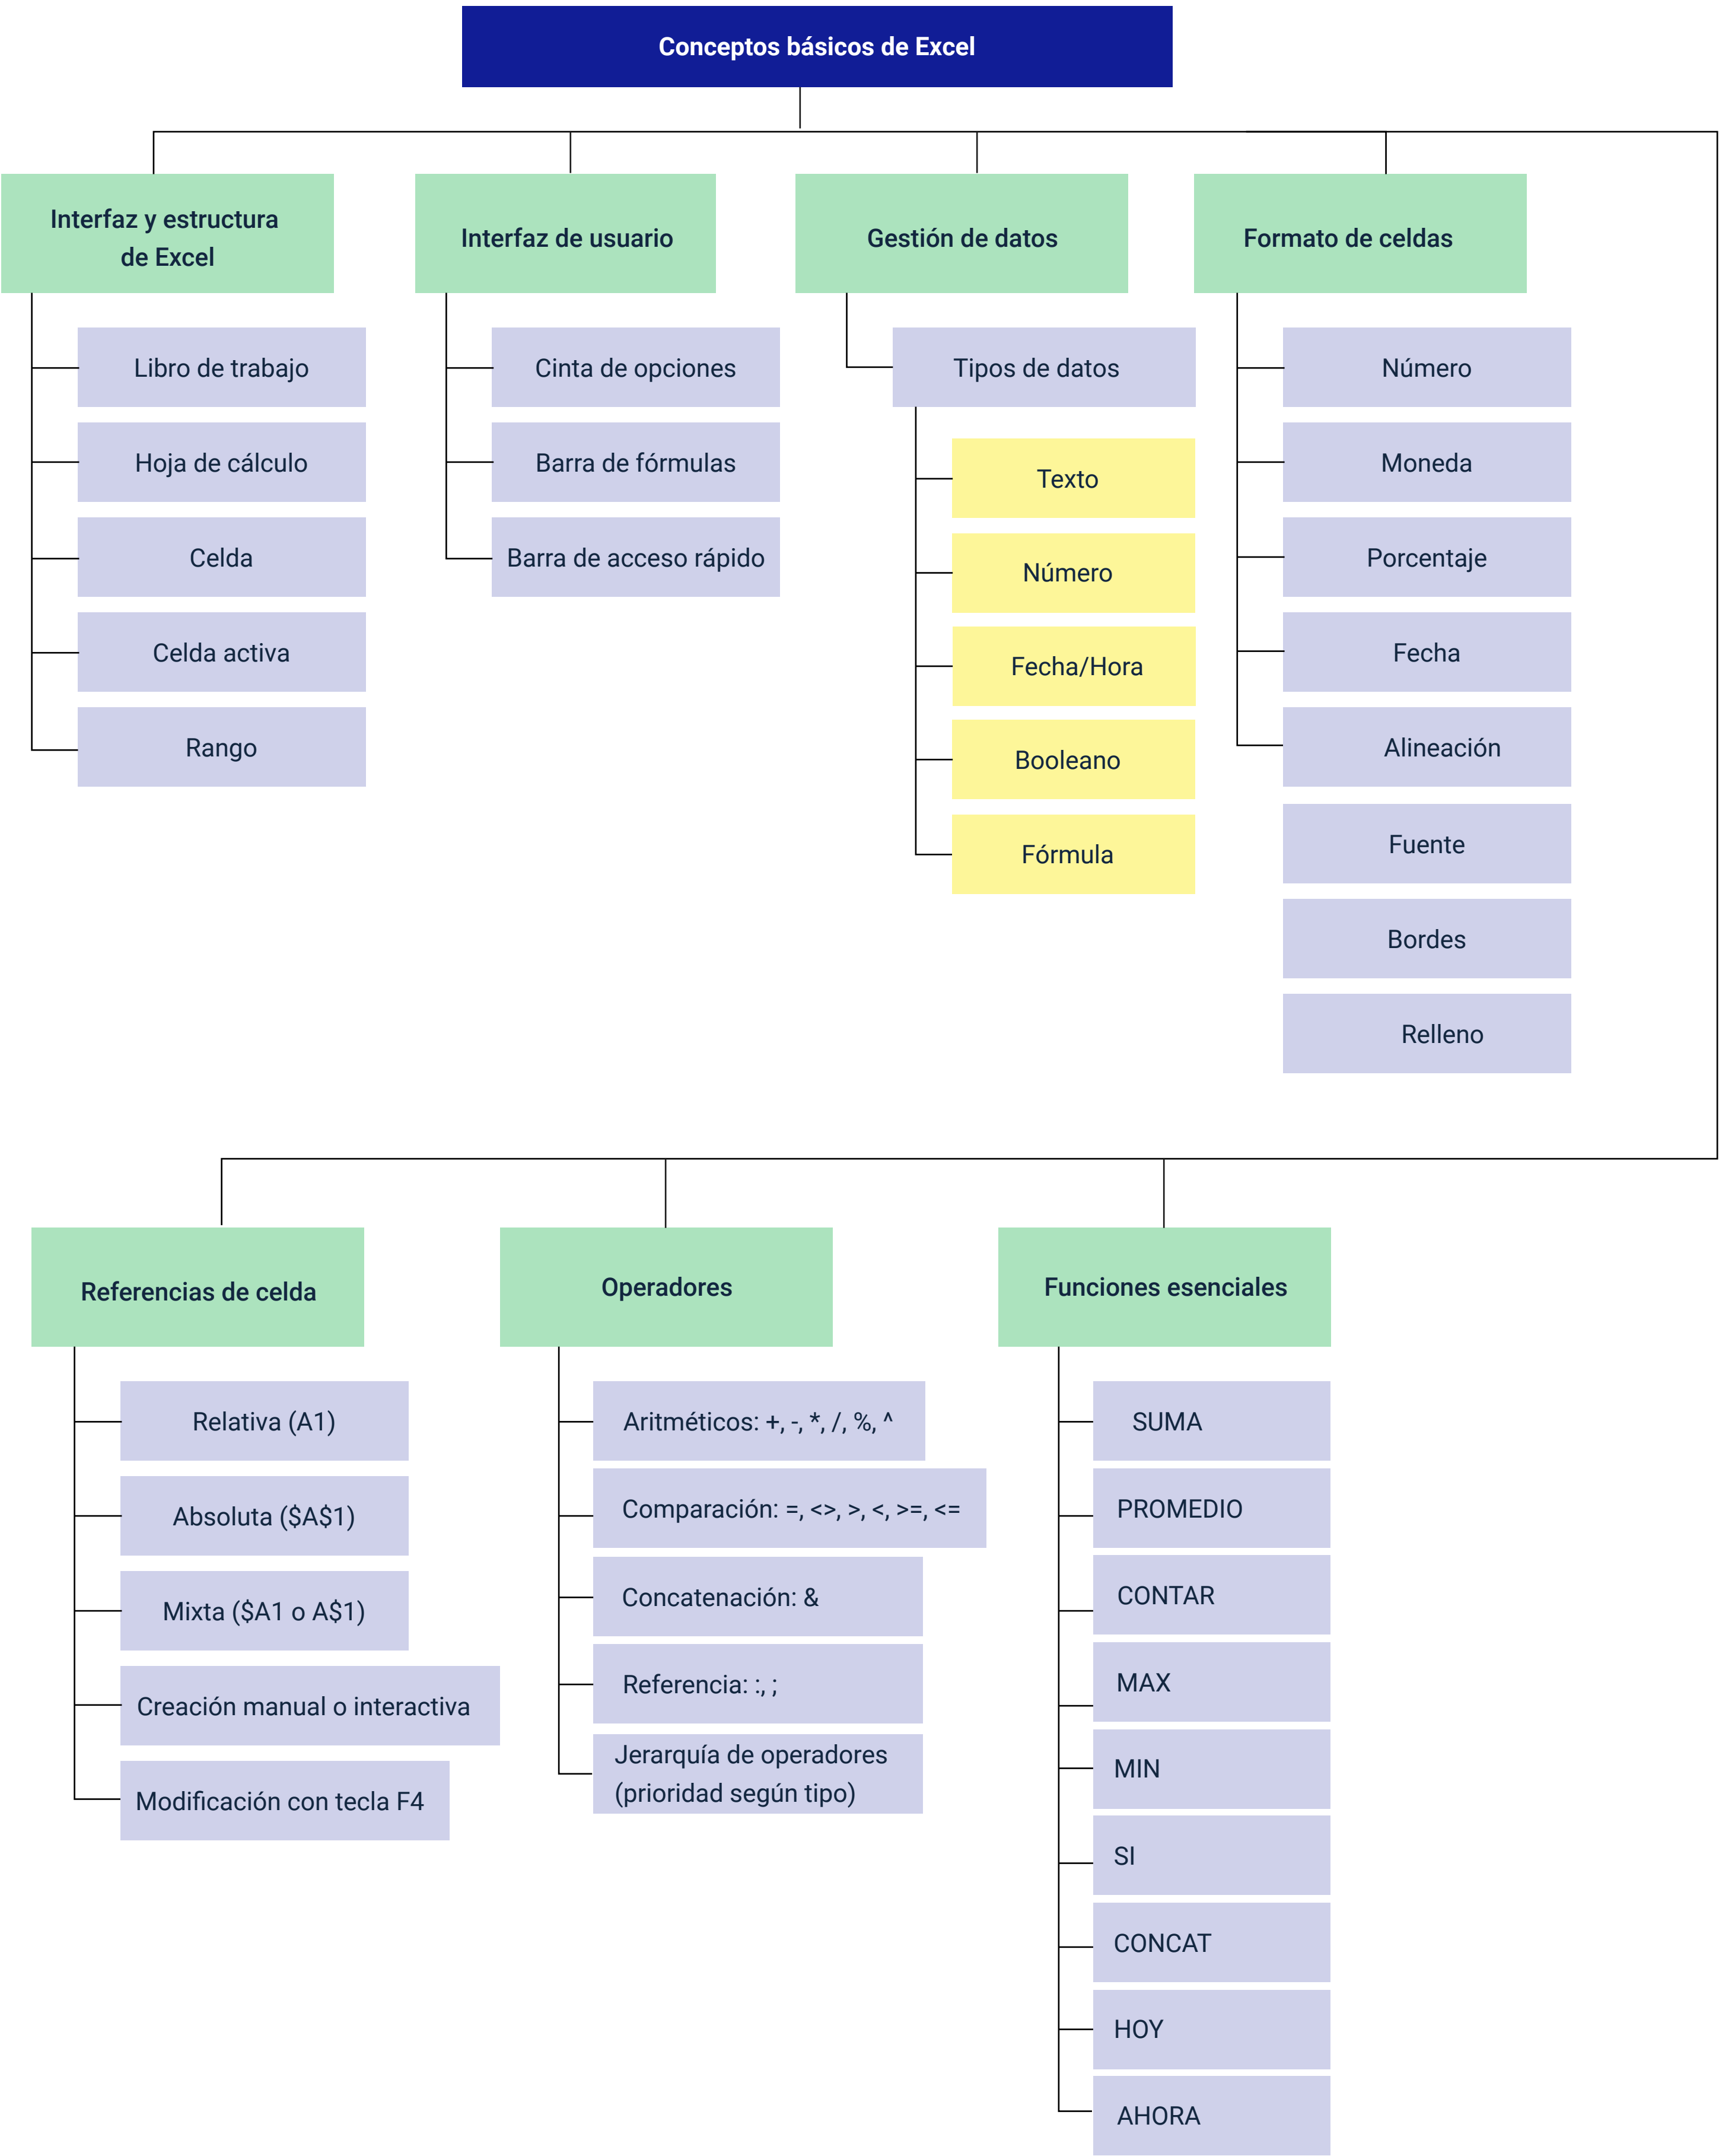 Conceptos básicos de Excel
Interfaz y estructura
de Excel
Libro de trabajo
Hoja de cálculo
Celda
Celda activa
Rango
Interfaz de usuario
Cinta de opciones
Barra de fórmulas
Barra de acceso rápido
Gestión de datos
Tipos de datos
Texto
Número
Fecha/Hora
Booleano
Fórmula
Formato de celdas
Número
Moneda
Porcentaje
Fecha
Alineación
Fuente
Bordes
Relleno
Referencias de celda
Relativa (A1)
Absoluta ($A$1)
Mixta ($A1 o A$1)
Creación manual o interactiva
Modificación con tecla F4
Operadores
Aritméticos: +, -, *, /, %, ^
Comparación: =, <>, >, <, >=, <=
Concatenación: &
Referencia: :, ;
Jerarquía de operadores
(prioridad según tipo)
Funciones esenciales
SUMA
PROMEDIO
CONTAR
MAX
MIN
SI
CONCAT
HOY
AHORA